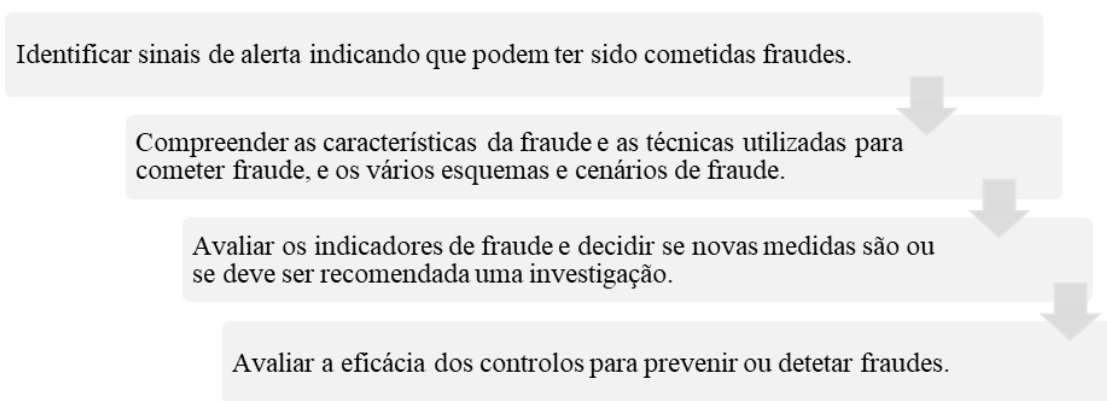 Identificar sinais de alerta indicando que podem ter sido cometidas fraudes.
Compreender as características da fraude e as técnicas utilizadas para
cometer fraude, e os vários esquemas e cenários de fraude.
Avaliar os indicadores de fraude e decidir se novas medidas são ou
se deve ser recomendada uma investigação.
Avaliar a eficácia dos controlos para prevenir ou detetar fraudes.